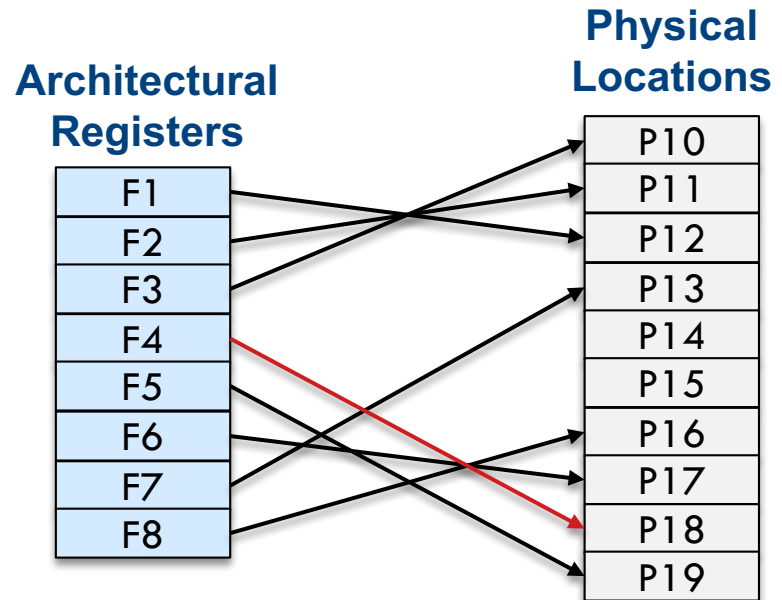 Architectural
Registers
F1
F2
F3
F4
F5
F6
F7
F8
Physical
Locations
P10
P11
P12
P13
P14
P15
P16
P17
P18
P19